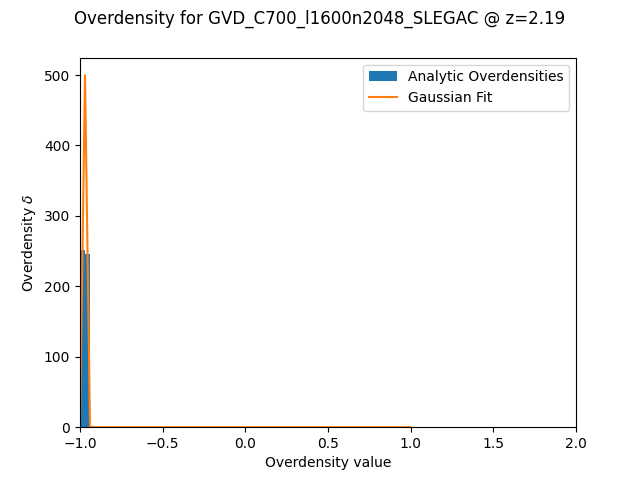 Overdensity for GVD_C700_l1600n2048_SLEGAC @ z=2.19
Analytic Overdensities
Gaussian Fit
Overdensity δ
500
400
300
200
100
0
−1.0 −0.5 0.0 0.5 1.0 1.5 2.0
Overdensity value